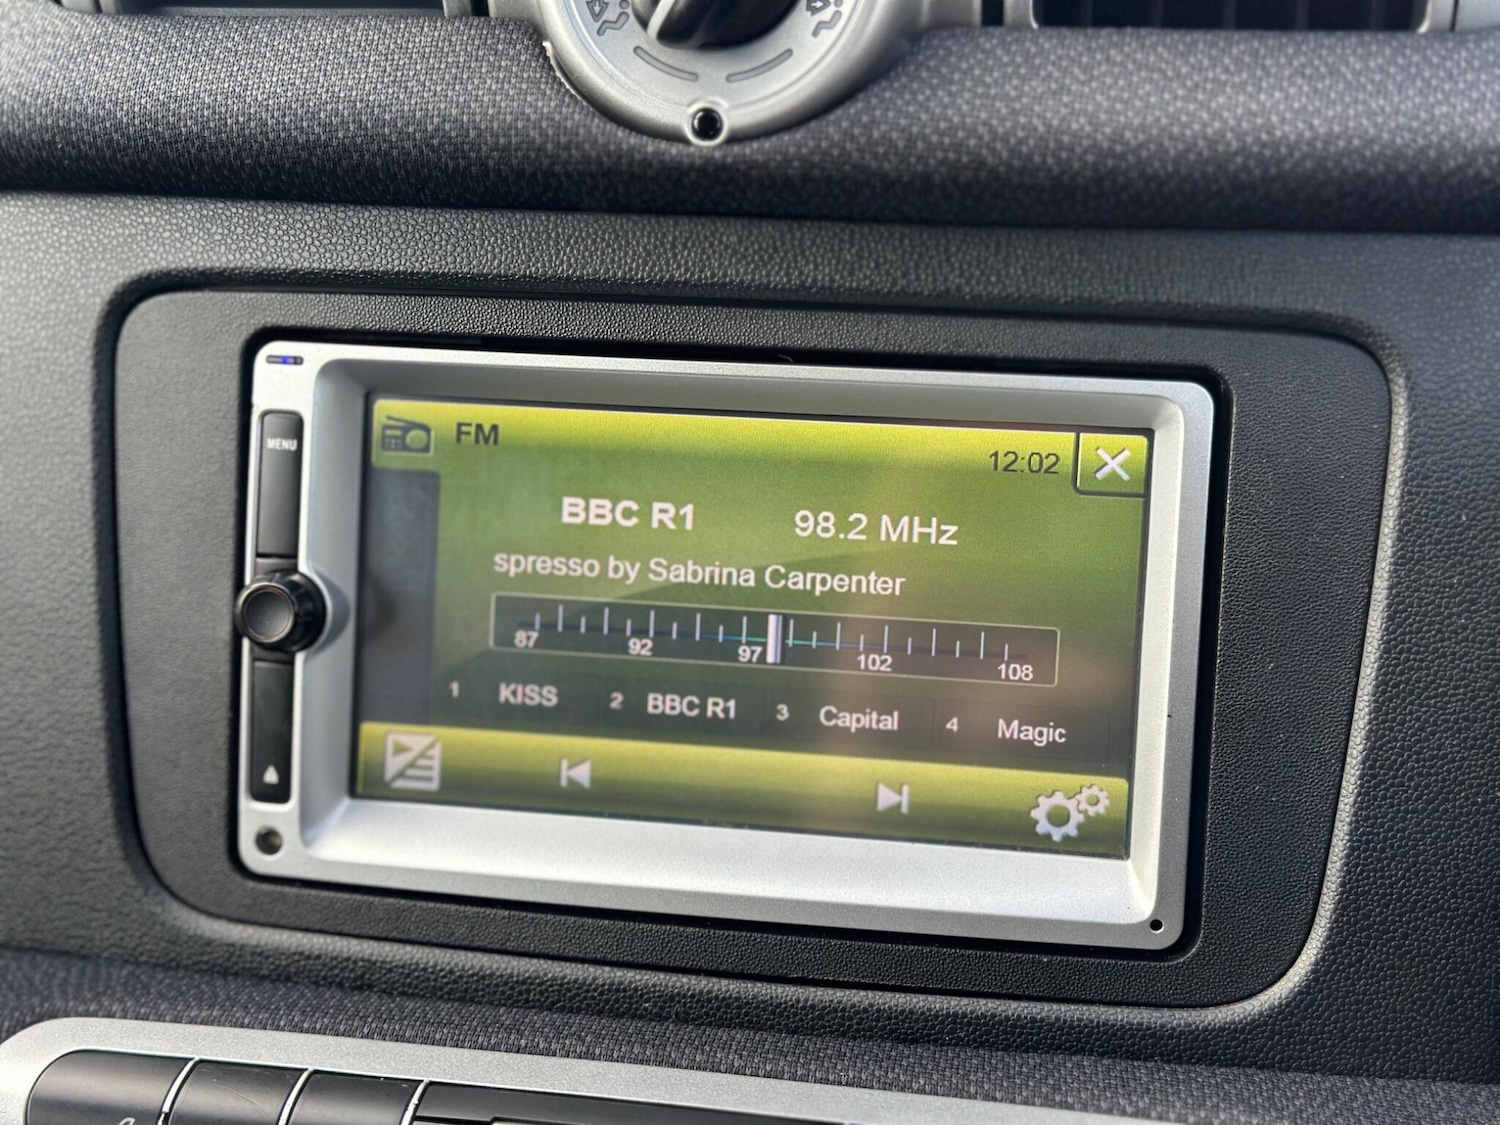 MENU
FM
12:02
BBC R1 98.2 MHz
spresso by Sabrina Carpenter
87 92 97 102 108
1 KISS 2 BBC R1 3 Capital 4 Magic